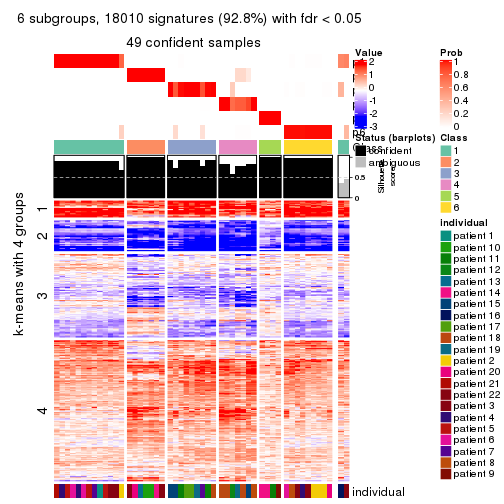 6 subgroups, 18010 signatures (92.8%) with fdr < 0.05
49 confident samples
k-means with 4 groups
1
2
3
4
1
0.5
0
Silhouette
score
individual
Value
2
1
0
-1
-2
-3
Status (barplots)
confident
ambiguous
Prob
1
0.8
0.6
0.4
0.2
0
Class
1
2
3
4
5
6
individual
patient 1
patient 10
patient 11
patient 12
patient 13
patient 14
patient 15
patient 16
patient 17
patient 18
patient 19
patient 2
patient 20
patient 21
patient 22
patient 3
patient 4
patient 5
patient 6
patient 7
patient 8
patient 9